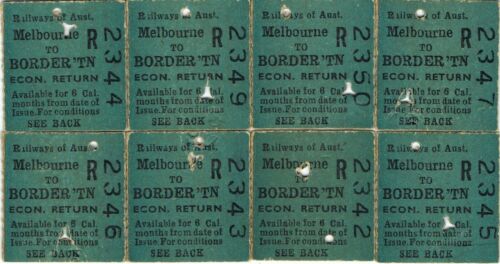 Railways of Aust.
Melbourne R
TO
BORDER'TN
ECON. RETURN
Available for 6 Cal.
months from date of
Issue. For conditions
SEE BACK
2344
Railways of Aust.
Melbourne R
TO
BORDER'TN
ECON. RETURN
Available for 6 Cal.
months from date of
Issue. For conditions
SEE BACK
2349
Railways of Aust.
Melbourne R
TO
BORDER'TN
ECON. RETURN
Available for 6 Cal.
months from date of
Issue. For conditions
SEE BACK
2350
Railways of Aust.
Melbourne R
TO
BORDER'TN
ECON. RETURN
Available for 6 Cal.
months from date of
Issue. For conditions
SEE BACK
2347
Railways of Aust.
Melbourne R
TO
BORDER'TN
ECON. RETURN
Available for 6 Cal.
months from date of
Issue. For conditions
SEE BACK
2346
Railways of Aust.
Melbourne R
TO
BORDER'TN
ECON. RETURN
Available for 6 Cal.
months from date of
Issue. For conditions
SEE BACK
2343
Railways of Aust.
Melbourne R
TO
BORDER'TN
ECON. RETURN
Available for 6 Cal.
months from date of
Issue. For conditions
SEE BACK
2342
Railways of Aust.
Melbourne R
TO
BORDER'TN
ECON. RETURN
Available for 6 Cal.
months from date of
Issue. For conditions
SEE BACK
2345